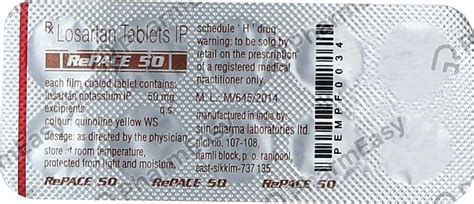 Rx Losartan Tablets IP
RePACE 50
each film coated tablet contains:
losartan potassium IP 50 mg
excipients q.s.
colour: quinoline yellow WS
dosage: as directed by the physician
store at room temperature,
protected from light and moisture.
RePACE 50 RePACE 50
schedule 'H' drug
warning: to be sold by
retail on the prescription
of a registered medical
practitioner only.
M. L.: M/645/2014
manufactured in india by:
sun pharma laboratories ltd.
plot no. 107-108,
namli block, p. o. ranipool,
east-sikkim-737 135
RePACE 50
PEMPF0034
PharmEasy